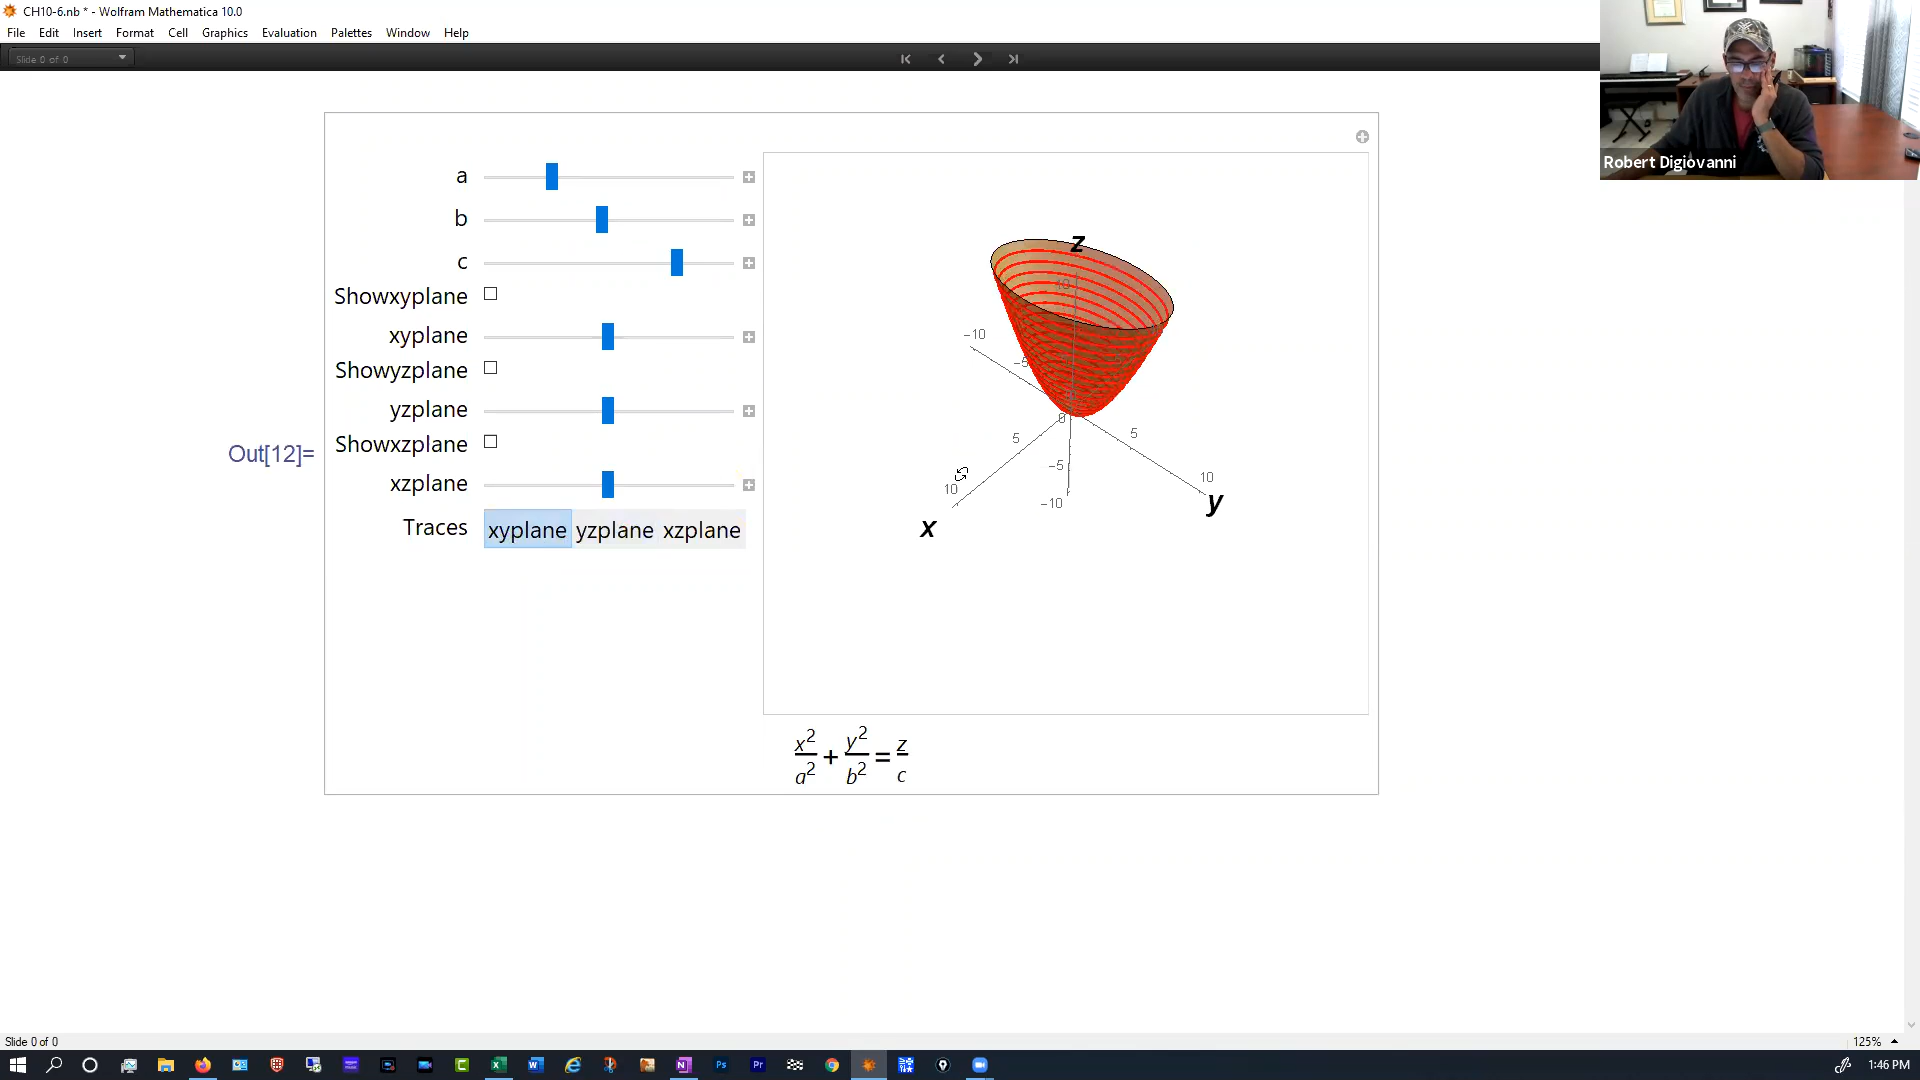 CH10-6.nb * - Wolfram Mathematica 10.0
File Edit Insert Format Cell Graphics Evaluation Palettes Window Help
Slide 0 of 0
Robert Digiovanni
a
b
c
Showxyplane
xyplane
Showyzplane
yzplane
Showxzplane
xzplane
Traces xyplane yzplane xzplane
Out[12]=
z
10
-10
-5
0
5
5
-5
10
10
-10
x
y
x² / a² + y² / b² = z / c
Slide 0 of 0
125%
1:46 PM